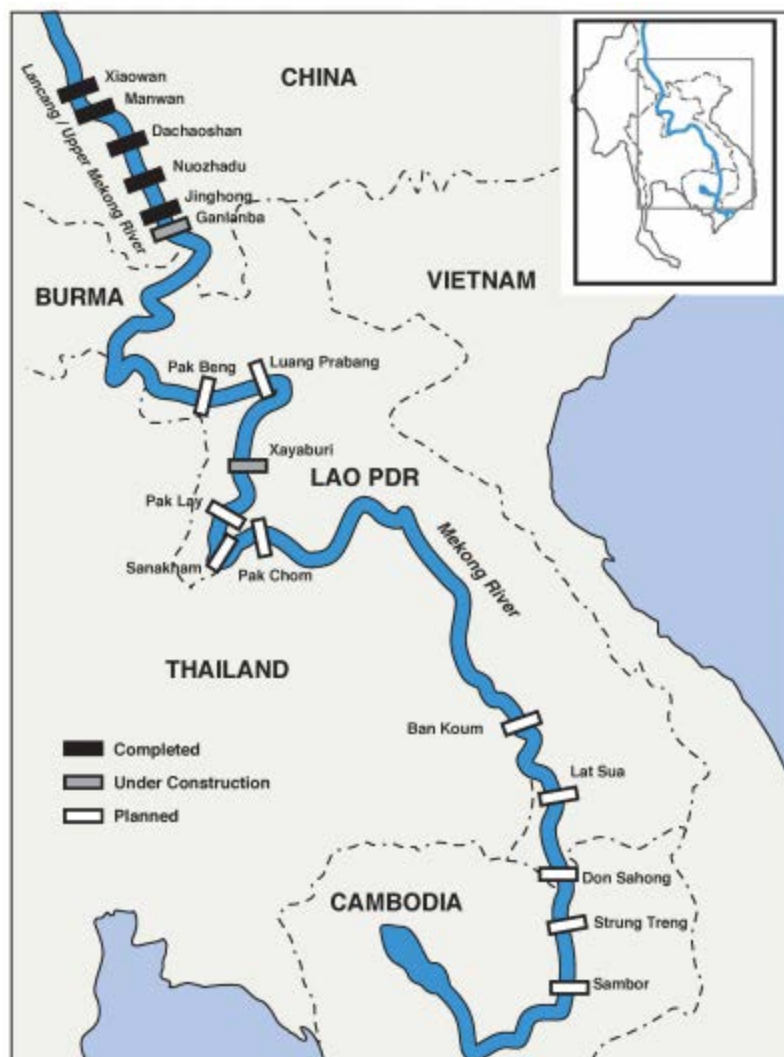 Xiaowan
CHINA
Manwan
Dachaoshan
Lancang / Upper Mekong River
Nuozhadu
Jinghong
Ganlanba
BURMA
VIETNAM
Pak Beng
Luang Prabang
Xayaburi
LAO PDR
Pak Lay
Mekong River
Sanakham
Pak Chom
THAILAND
Ban Koum
Completed
Lat Sua
Under Construction
Planned
Don Sahong
CAMBODIA
Strung Treng
Sambor